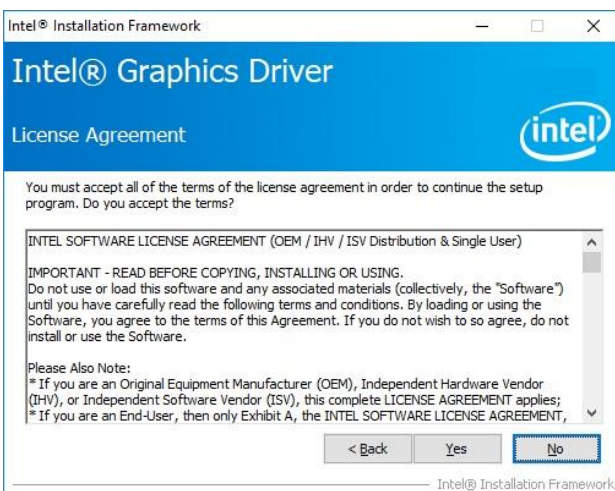 Intel® Installation Framework
Intel® Graphics Driver
License Agreement
intel
You must accept all of the terms of the license agreement in order to continue the setup
program. Do you accept the terms?
INTEL SOFTWARE LICENSE AGREEMENT (OEM / IHV / ISV Distribution & Single User)
IMPORTANT - READ BEFORE COPYING, INSTALLING OR USING.
Do not use or load this software and any associated materials (collectively, the "Software")
until you have carefully read the following terms and conditions. By loading or using the
Software, you agree to the terms of this Agreement. If you do not wish to so agree, do not
install or use the Software.
Please Also Note:
* If you are an Original Equipment Manufacturer (OEM), Independent Hardware Vendor
(IHV), or Independent Software Vendor (ISV), this complete LICENSE AGREEMENT applies;
* If you are an End-User, then only Exhibit A, the INTEL SOFTWARE LICENSE AGREEMENT,
< Back Yes No
Intel® Installation Framework